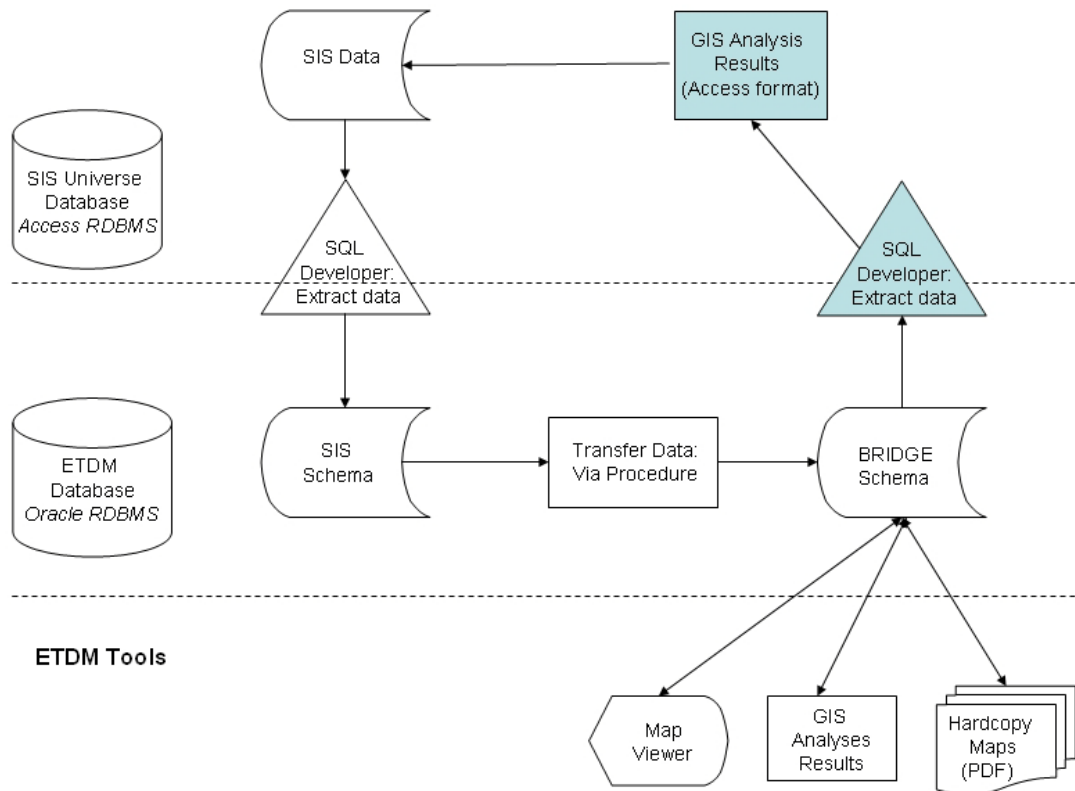 SIS Data
GIS Analysis
Results
(Access format)
SIS Universe
Database
Access RDBMS
SQL
Developer:
Extract data
SQL
Developer:
Extract data
ETDM
Database
Oracle RDBMS
SIS
Schema
Transfer Data:
Via Procedure
BRIDGE
Schema
ETDM Tools
Map
Viewer
GIS
Analyses
Results
Hardcopy
Maps
(PDF)